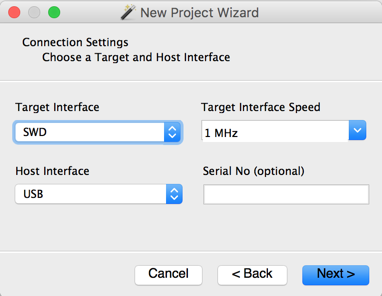 New Project Wizard
Connection Settings
Choose a Target and Host Interface
Target Interface
Target Interface Speed
SWD
1 MHz
Host Interface
Serial No (optional)
USB
Cancel
< Back
Next >